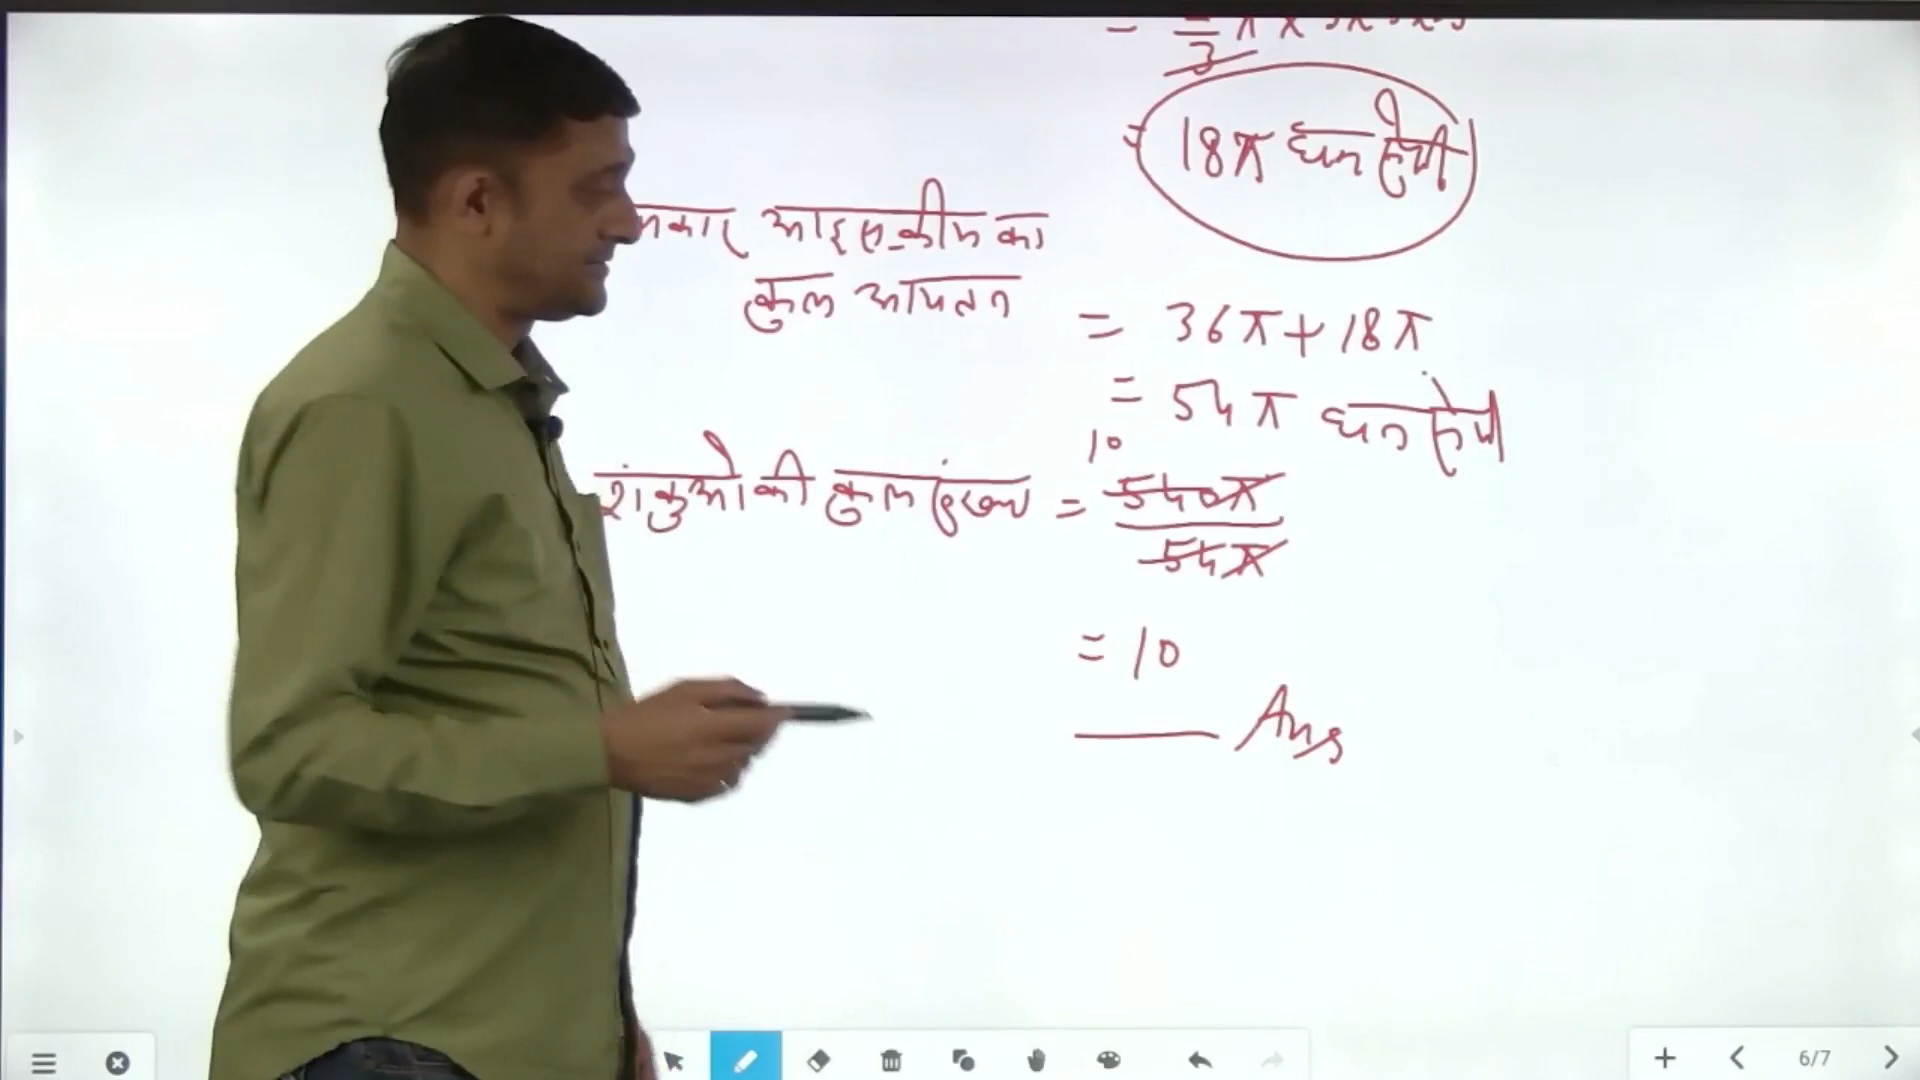 = 18π घन सेमी
आइसक्रीम का
कुल आयतन = 36π + 18π
= 54π घन सेमी
10
शंकुओ की कुल संख्या = 540π
54π
= 10
Ans
6/7